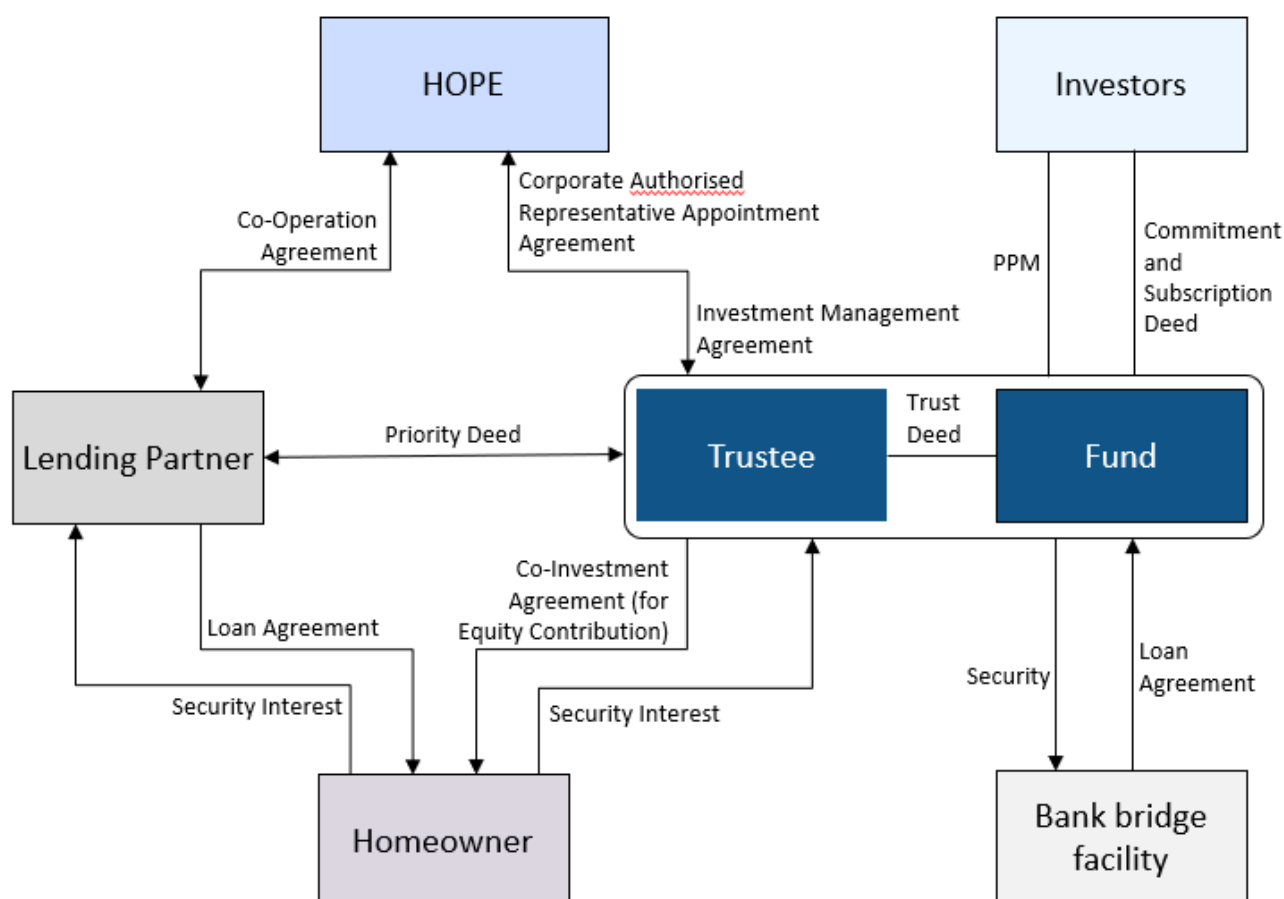 HOPE
Investors
Corporate Authorised
Representative Appointment
Agreement
Co-Operation
Agreement
Commitment
and
Subscription
Deed
PPM
Investment Management
Agreement
Lending Partner
Priority Deed
Trustee
Trust
Deed
Fund
Co-Investment
Agreement (for
Equity Contribution)
Loan Agreement
Security Interest
Security Interest
Security
Loan
Agreement
Homeowner
Bank bridge
facility